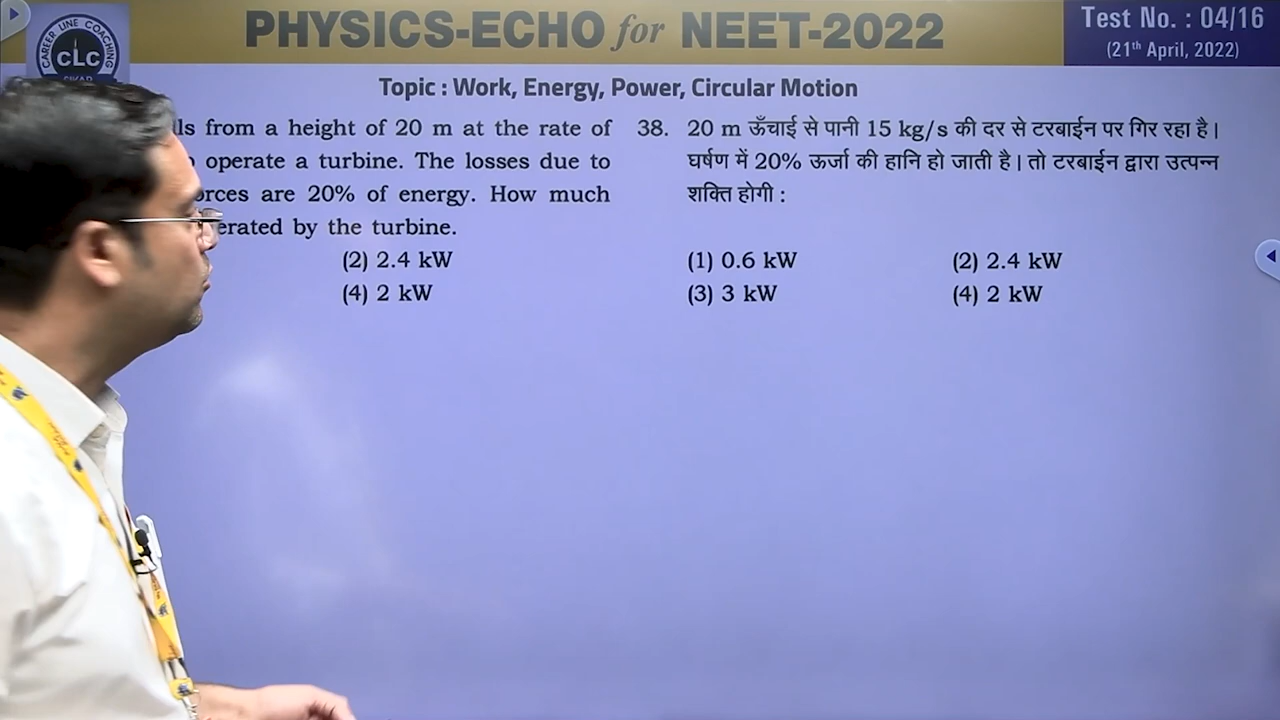 PHYSICS-ECHO for NEET-2022
Test No. : 04/16
(21th April, 2022)
CAREER LINE COACHING
CLC
Topic : Work, Energy, Power, Circular Motion
from a height of 20 m at the rate of
operate a turbine. The losses due to
are 20% of energy. How much
by the turbine.
(2) 2.4 kW
(4) 2 kW
38. 20 m ऊँचाई से पानी 15 kg/s की दर से टरबाईन पर गिर रहा है।
घर्षण में 20% ऊर्जा की हानि हो जाती है। तो टरबाईन द्वारा उत्पन्न
शक्ति होगी :
(1) 0.6 kW (2) 2.4 kW
(3) 3 kW (4) 2 kW